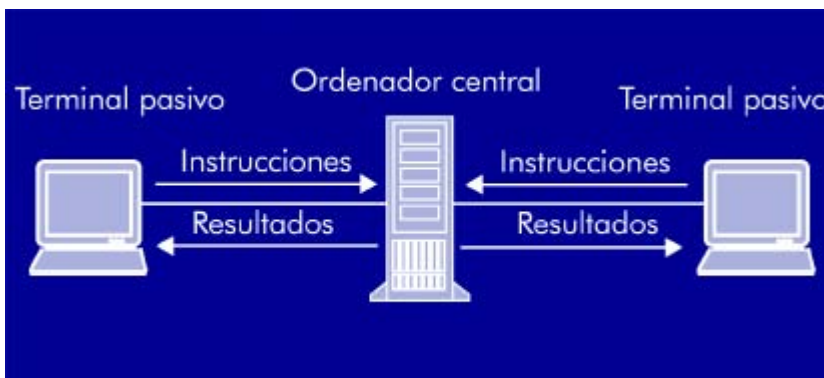 Ordenador central
Terminal pasivo
Terminal pasivo
Instrucciones
Instrucciones
Resultados
Resultados